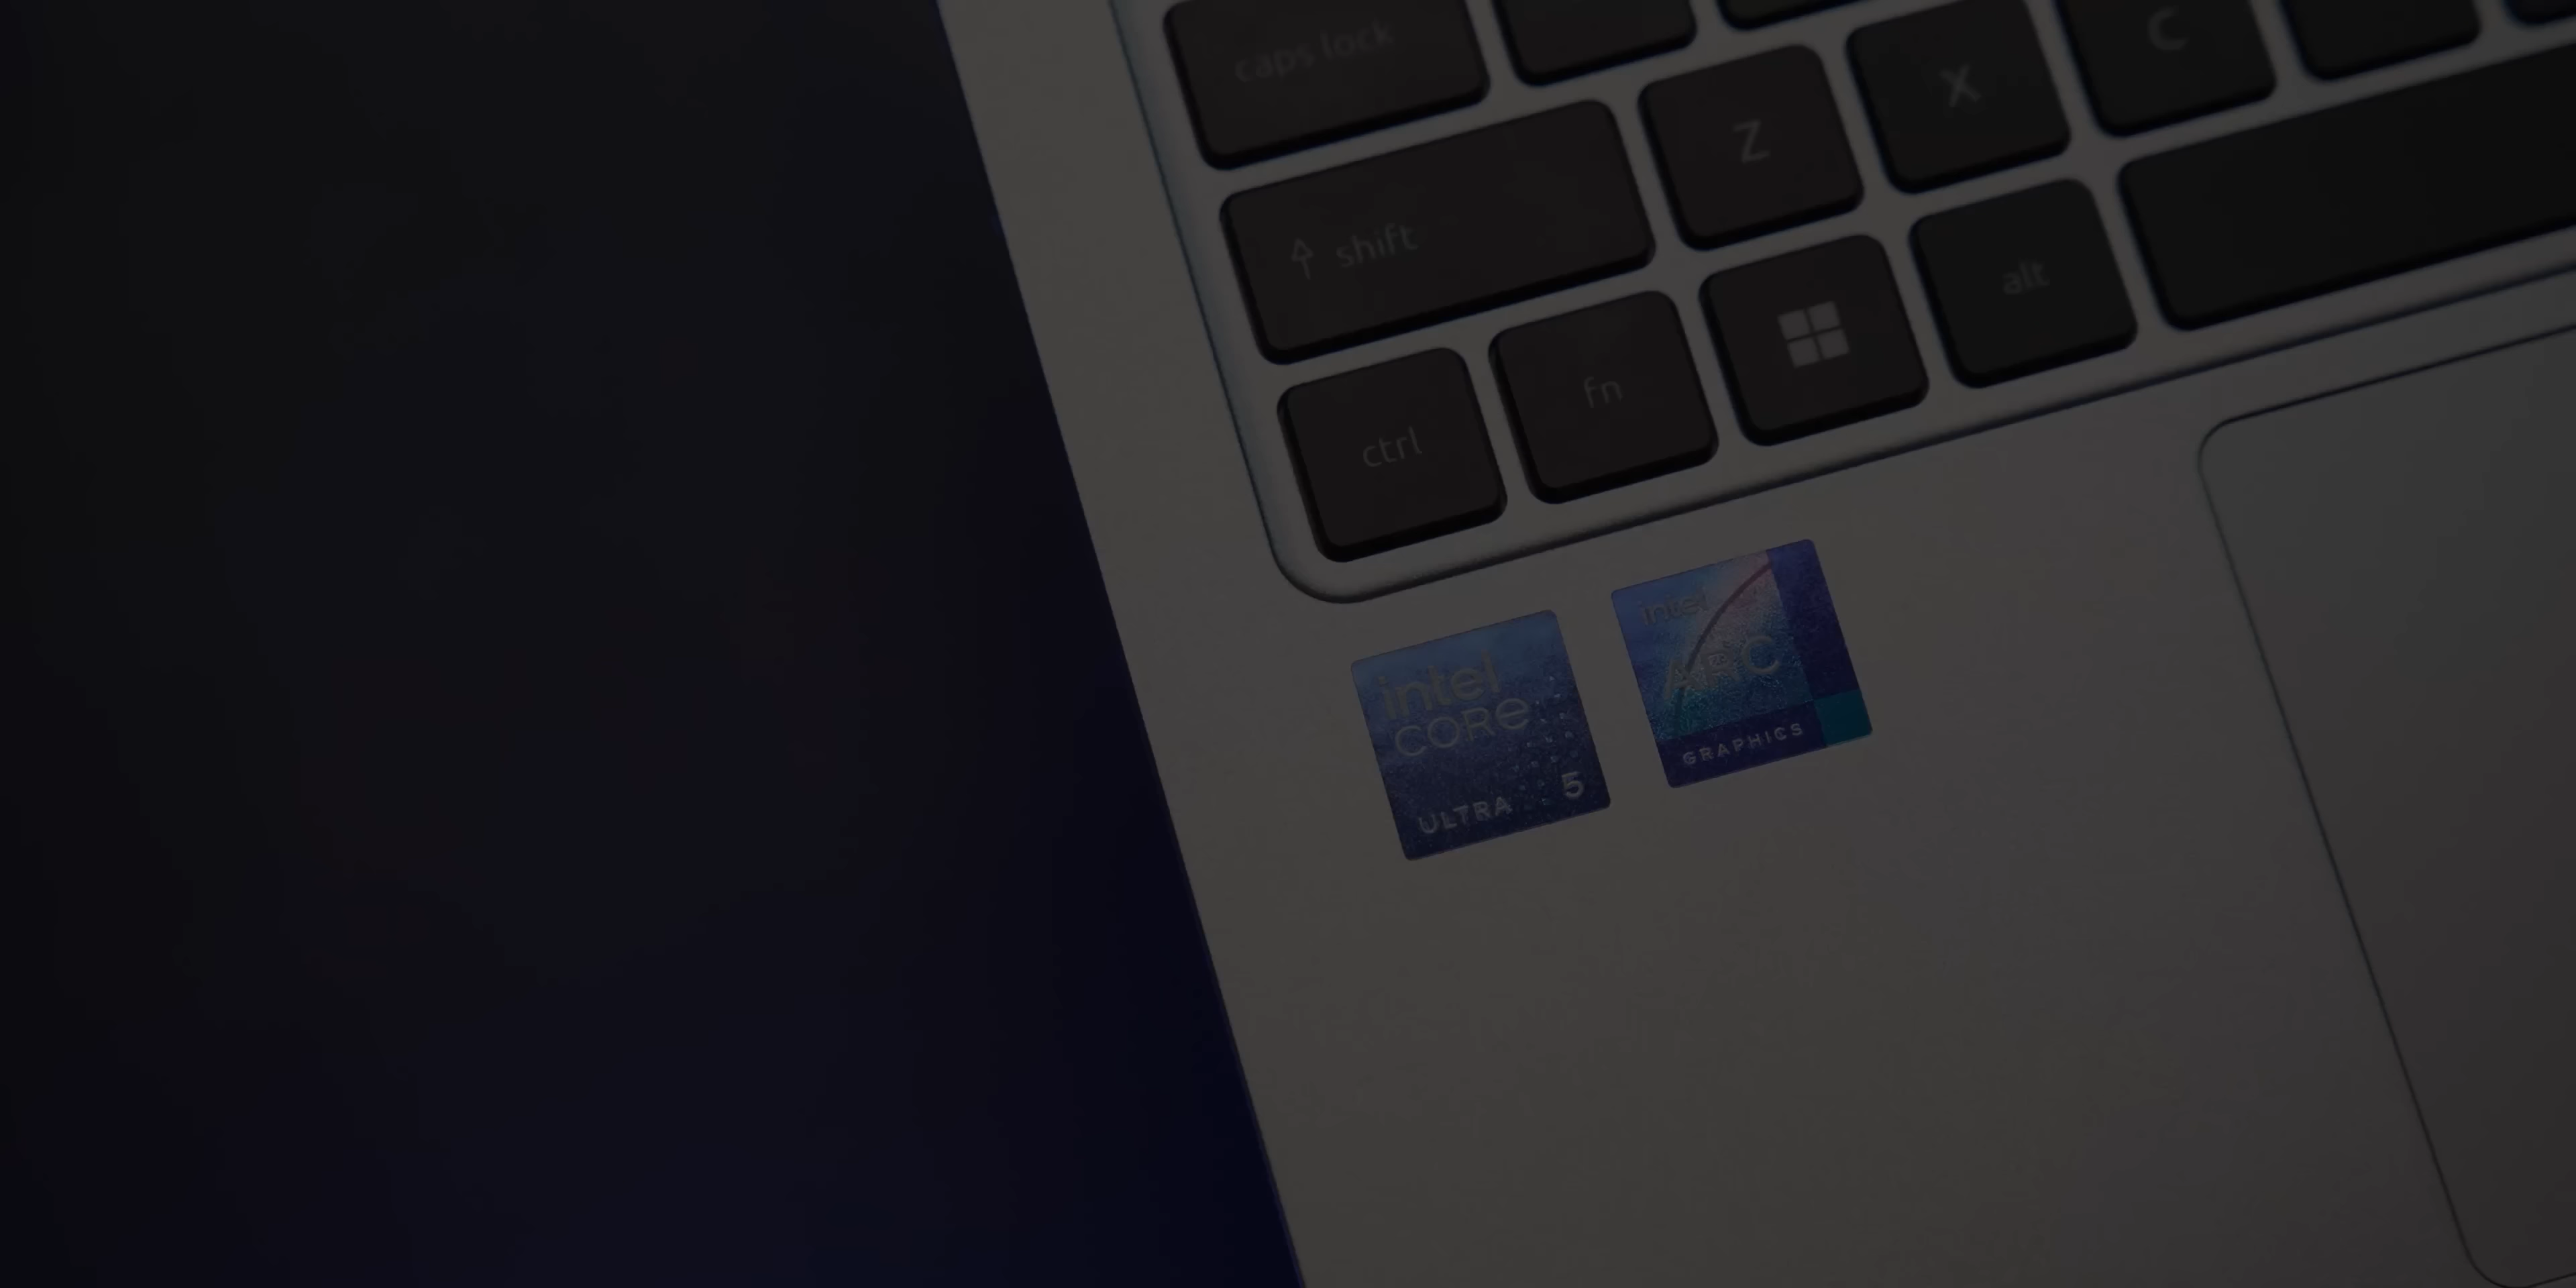 caps lock
C
X
Z
shift
alt
fn
ctrl
intel
ARC
GRAPHICS
intel
CORE
ULTRA 5